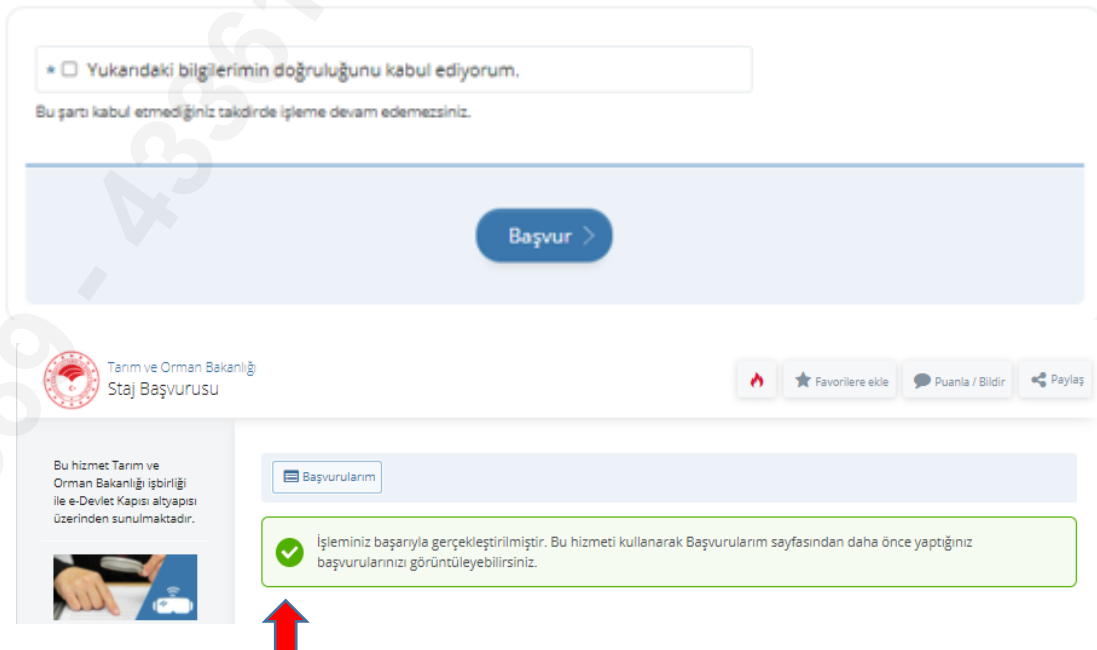 * Yukarıdaki bilgilerimin doğruluğunu kabul ediyorum.
Bu şartı kabul etmediğiniz takdirde işleme devam edemezsiniz.
Başvur
Tarım ve Orman Bakanlığı
Staj Başvurusu
Favorilere ekle
Puanla / Bildir
Paylaş
Bu hizmet Tarım ve
Orman Bakanlığı işbirliği
ile e-Devlet Kapısı altyapısı
üzerinden sunulmaktadır.
Başvurularım
İşleminiz başarıyla gerçekleştirilmiştir. Bu hizmeti kullanarak Başvurularım sayfasından daha önce yaptığınız
başvurularınızı görüntüleyebilirsiniz.